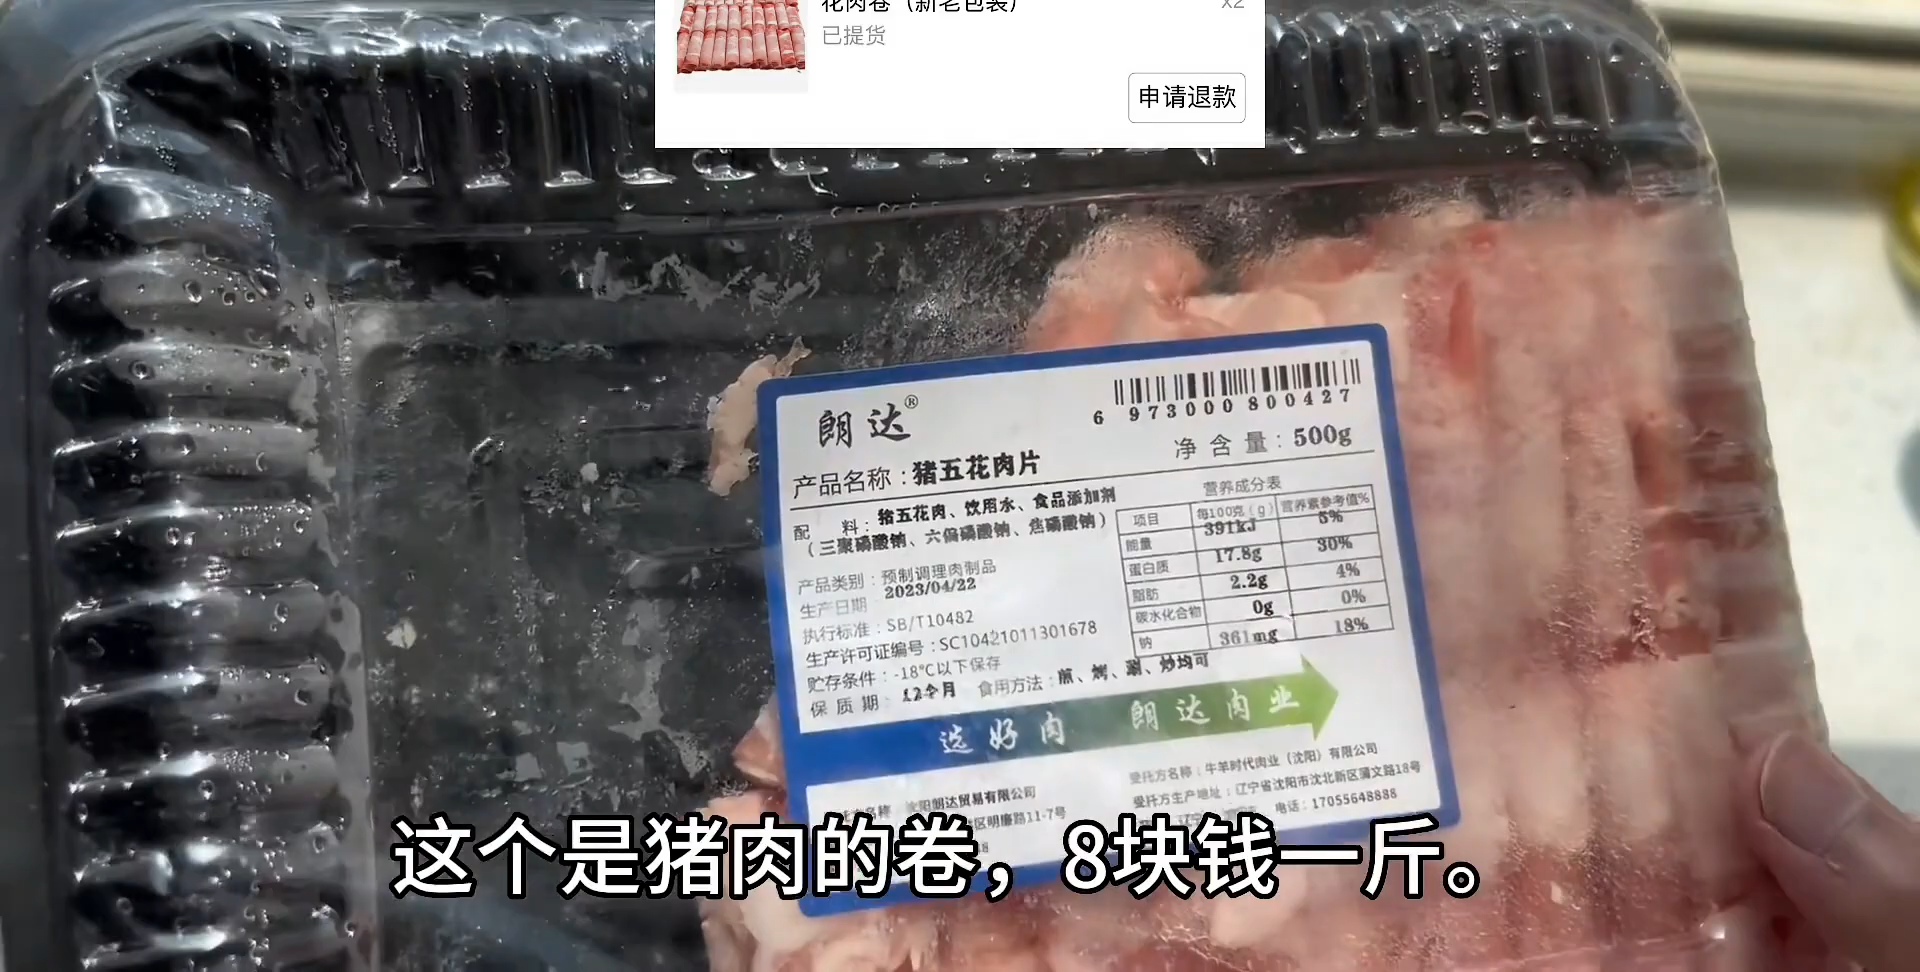 花肉卷（新老包装） x2
已提货
申请退款
朗达®
6 973000 800427
净含量：500g
产品名称：猪五花肉片
配料：猪五花肉、饮用水、食品添加剂
（三聚磷酸钠、六偏磷酸钠、焦磷酸钠）
产品类别：预制调理肉制品
生产日期：2023/04/22
执行标准：SB/T10482
生产许可证编号：SC10421011301678
贮存条件：-18℃以下保存
保质期：12个月 食用方法：煎、烤、涮、炒均可
营养成分表
项目 每100克（g） 营养素参考值%
能量 391kJ 5%
蛋白质 17.8g 30%
脂肪 2.2g 4%
碳水化合物 0g 0%
钠 361mg 18%
选好肉 朗达肉业
沈阳朗达贸易有限公司
区明廉路11-7号
受托方名称：牛羊时代肉业（沈阳）有限公司
受托方生产地址：辽宁省沈阳市沈北新区蒲文路18号
辽宁 电话：17055648888
这个是猪肉的卷，8块钱一斤。